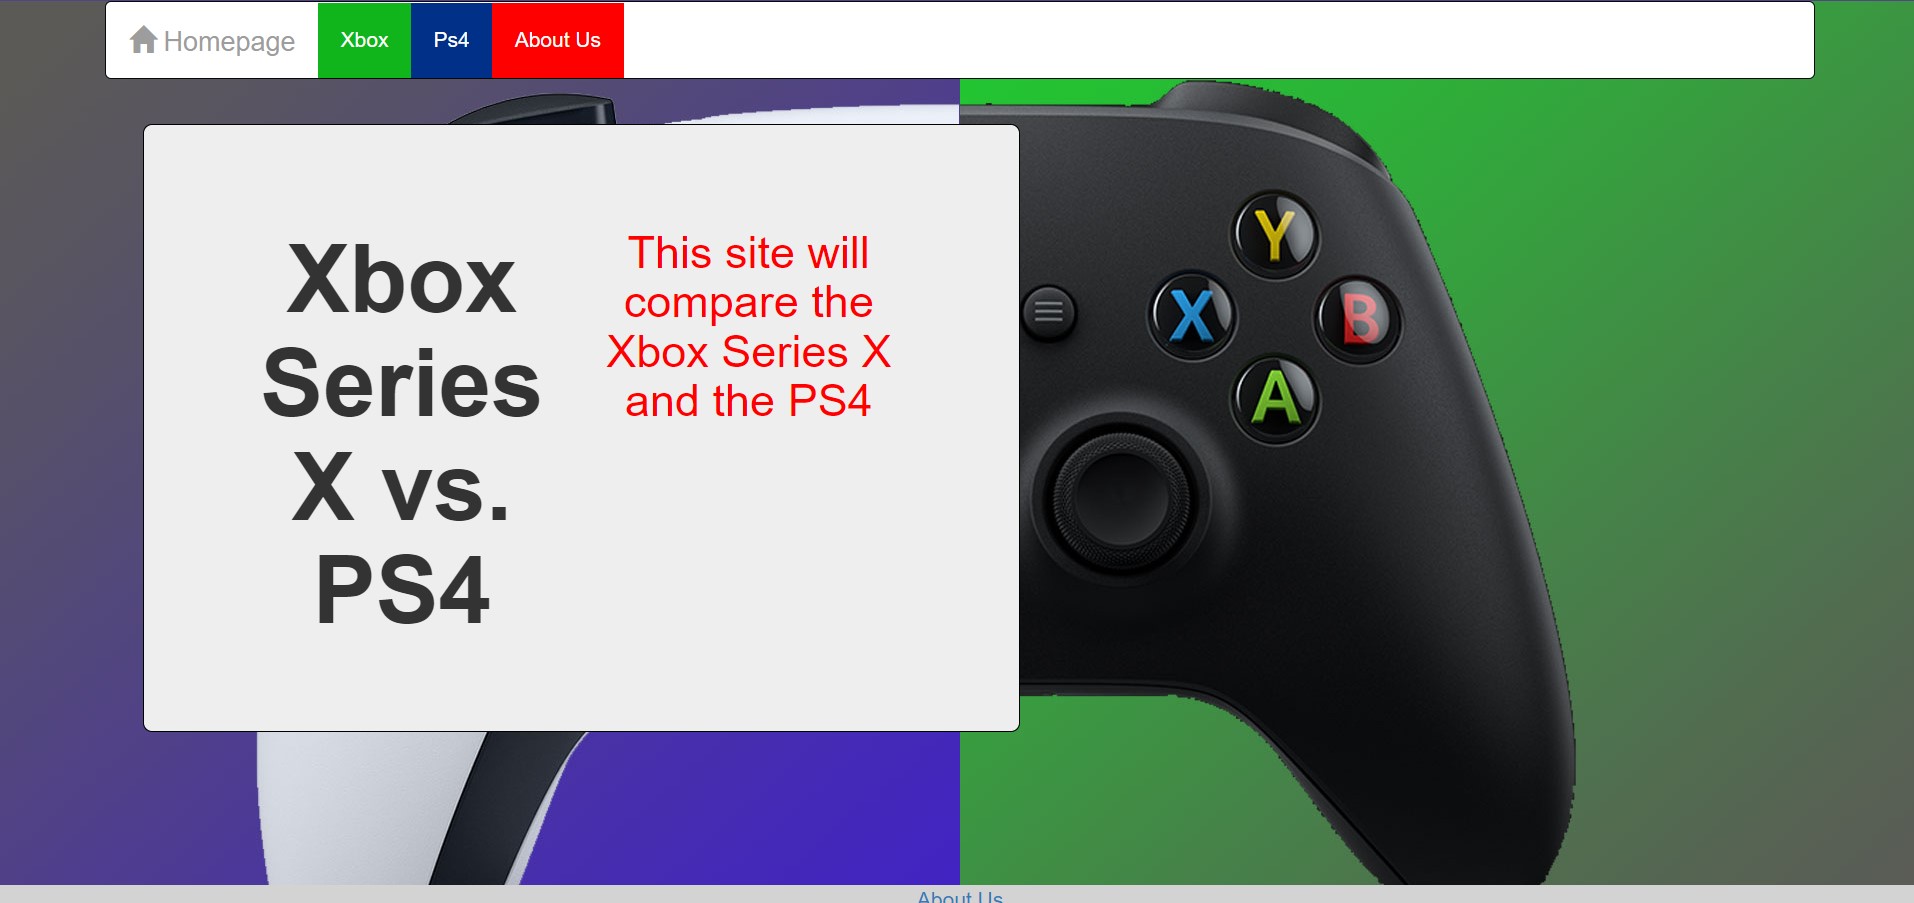 Homepage
Xbox
Ps4
About Us
Xbox
Series
X vs.
PS4
This site will
compare the
Xbox Series X
and the PS4
Y
X
B
A
About Us